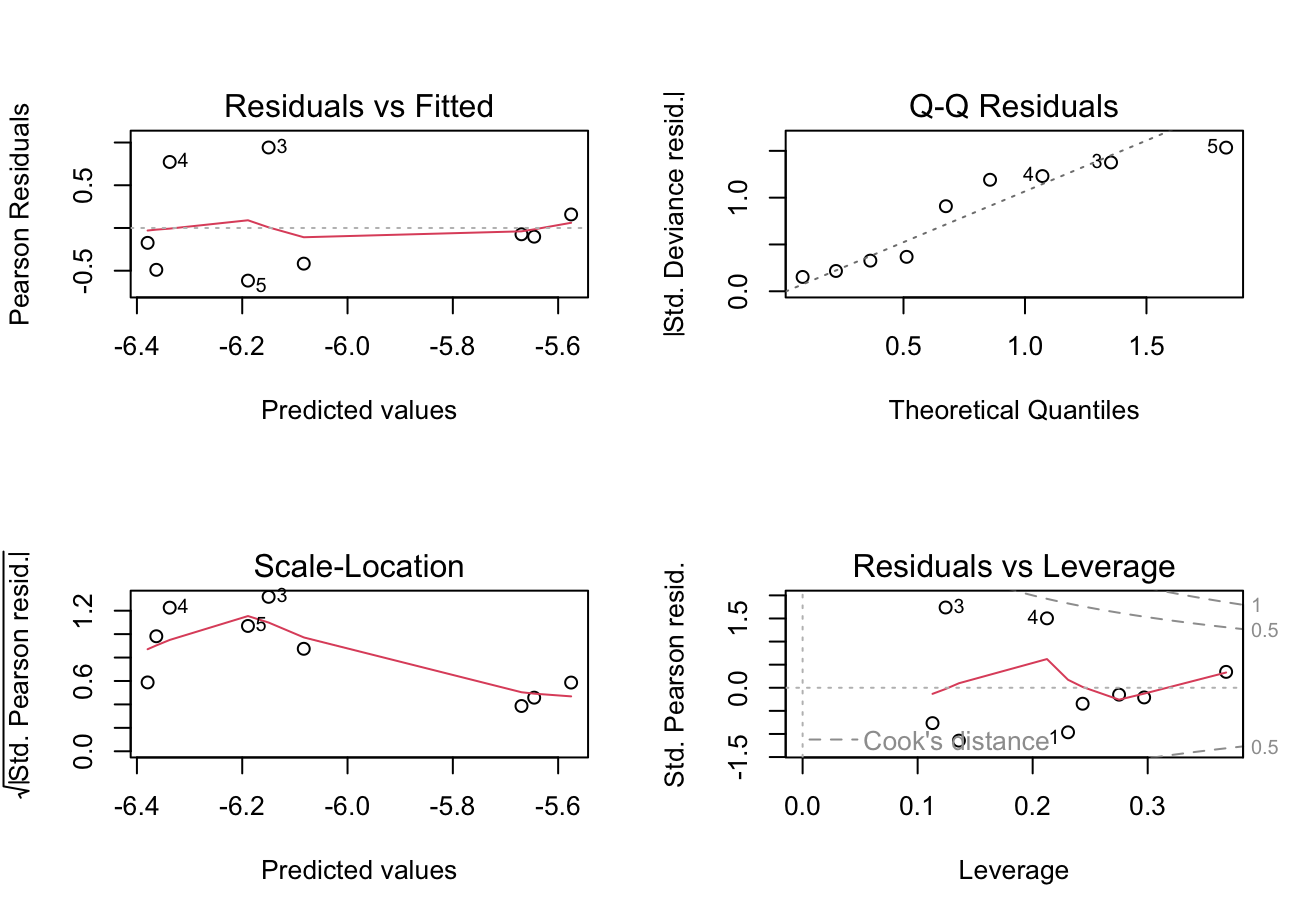 Residuals vs Fitted
Pearson Residuals
0.5
-0.5
4
3
5
-6.4 -6.2 -6.0 -5.8 -5.6
Predicted values
Q-Q Residuals
|Std. Deviance resid.|
1.0
0.0
4
3
5
0.5 1.0 1.5
Theoretical Quantiles
Scale-Location
√|Std. Pearson resid.|
1.2
0.6
0.0
4
3
5
-6.4 -6.2 -6.0 -5.8 -5.6
Predicted values
Residuals vs Leverage
Std. Pearson resid.
1.5
0.0
-1.5
3
4
1
1
0.5
0.5
Cook's distance
0.0 0.1 0.2 0.3
Leverage